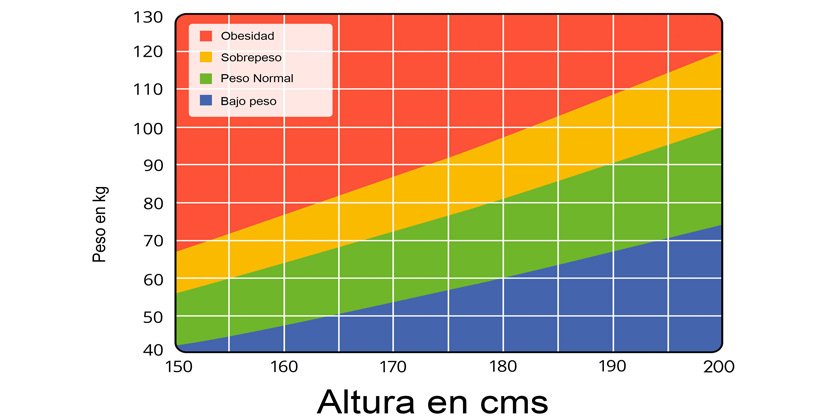 130
120
110
100
90
80
70
60
50
40
Peso en kg
Obesidad
Sobrepeso
Peso Normal
Bajo peso
150 160 170 180 190 200
Altura en cms